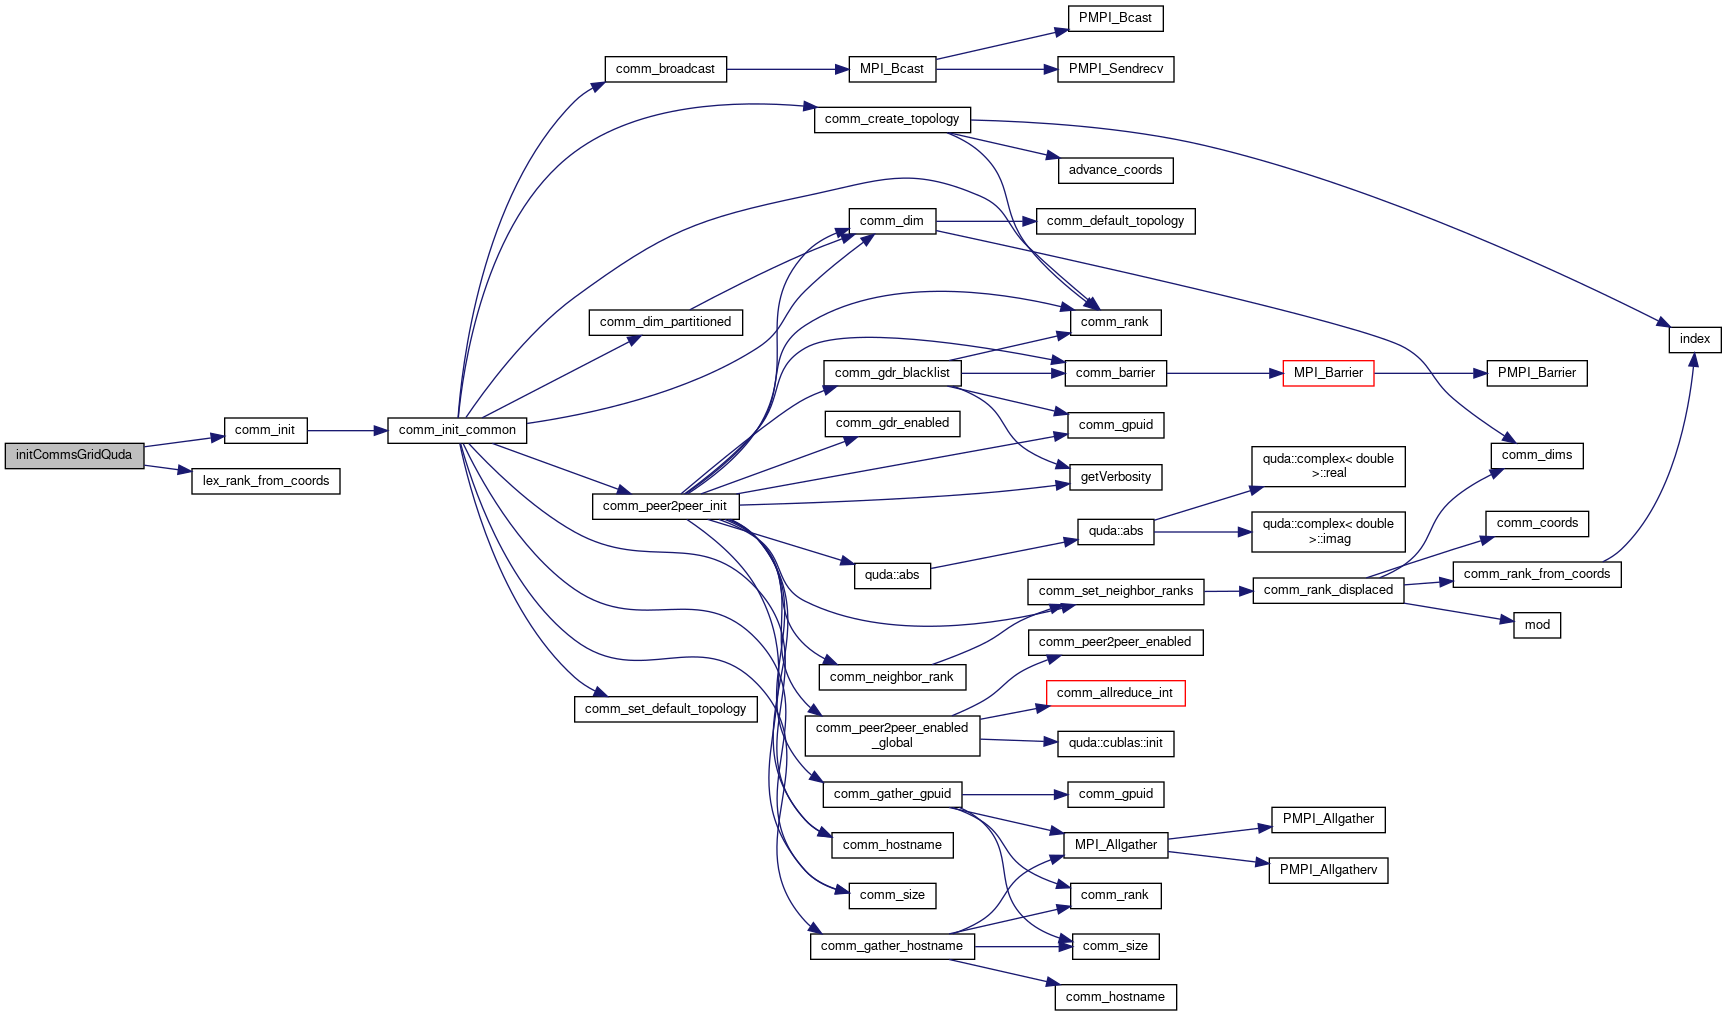 PMPI_Bcast
comm_broadcast
MPI_Bcast
PMPI_Sendrecv
comm_create_topology
advance_coords
comm_dim
comm_default_topology
comm_dim_partitioned
comm_rank
index
comm_gdr_blacklist
comm_barrier
MPI_Barrier
PMPI_Barrier
comm_init
comm_init_common
comm_gdr_enabled
comm_gpuid
initCommsGridQuda
comm_dims
lex_rank_from_coords
getVerbosity
quda::complex< double
>::real
comm_peer2peer_init
quda::abs
quda::complex< double
>::imag
comm_coords
quda::abs
comm_set_neighbor_ranks
comm_rank_displaced
comm_rank_from_coords
mod
comm_peer2peer_enabled
comm_neighbor_rank
comm_allreduce_int
comm_set_default_topology
comm_peer2peer_enabled
_global
quda::cublas::init
comm_gather_gpuid
comm_gpuid
PMPI_Allgather
comm_hostname
MPI_Allgather
PMPI_Allgatherv
comm_size
comm_rank
comm_gather_hostname
comm_size
comm_hostname